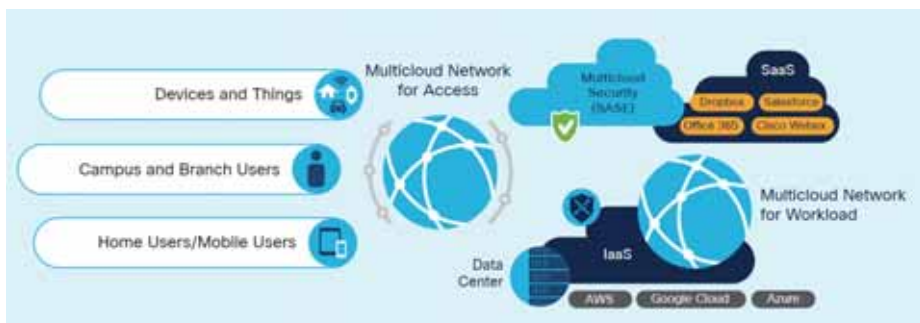 Devices and Things
Campus and Branch Users
Home Users/Mobile Users
Multicloud Network
for Access
Multicloud
Security
(SASE)
SaaS
Dropbox
Salesforce
Office 365
Cisco Webex
Multicloud Network
for Workload
IaaS
Data
Center
AWS
Google Cloud
Azure